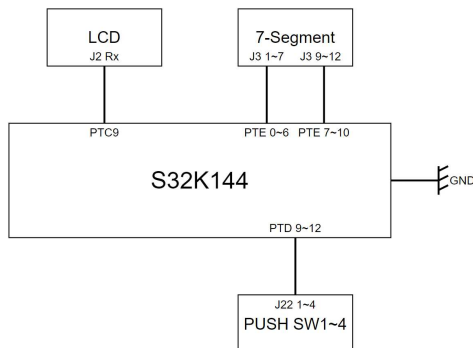 LCD
J2 Rx
7-Segment
J3 1~7 J3 9~12
PTC9
PTE 0~6 PTE 7~10
S32K144
GND
PTD 9~12
J22 1~4
PUSH SW1~4